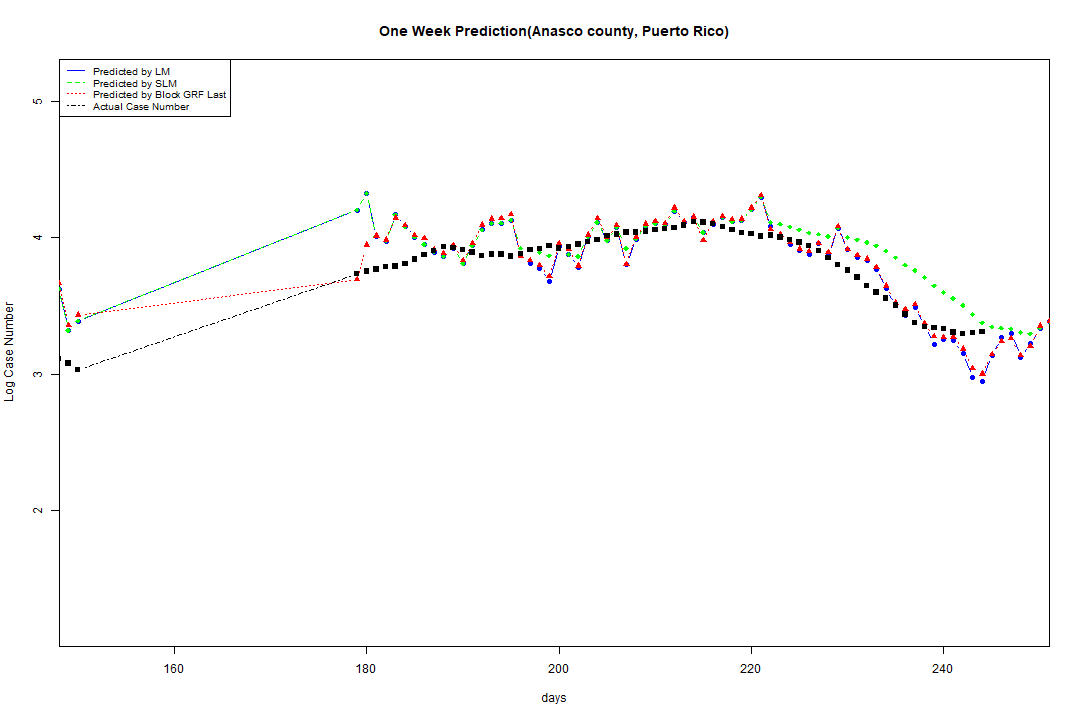 One Week Prediction(Anasco county, Puerto Rico)
Predicted by LM
Predicted by SLM
Predicted by Block GRF Last
Actual Case Number
5
4
3
2
Log Case Number
160 180 200 220 240
days